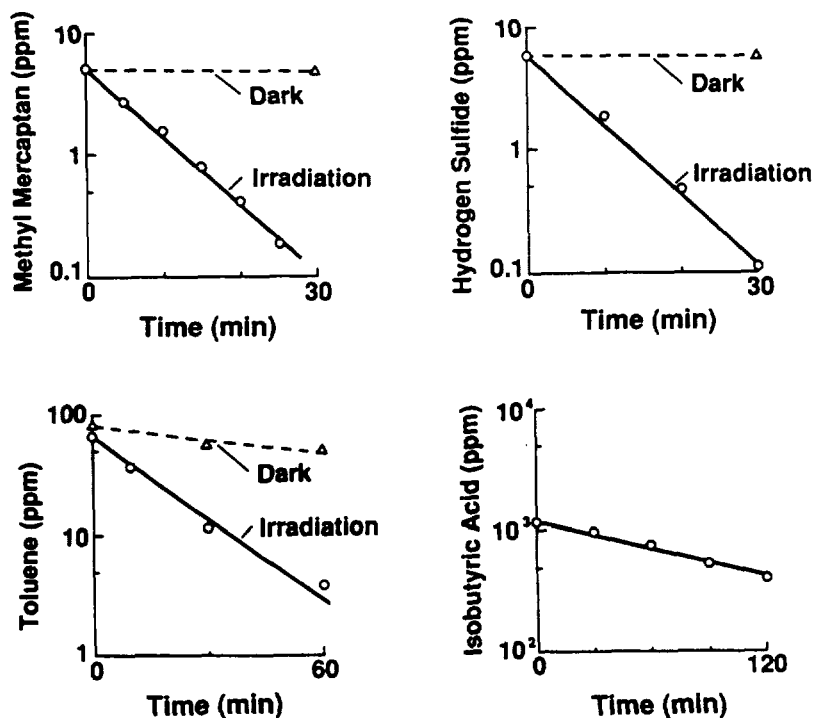 Methyl Mercaptan (ppm)
10
1
0.1
0
30
Dark
Irradiation
Time (min)
Hydrogen Sulfide (ppm)
10
1
0.1
0
30
Dark
Irradiation
Time (min)
Toluene (ppm)
100
10
1
0
60
Dark
Irradiation
Time (min)
Isobutyric Acid (ppm)
10⁴
10³
10²
0
120
Time (min)